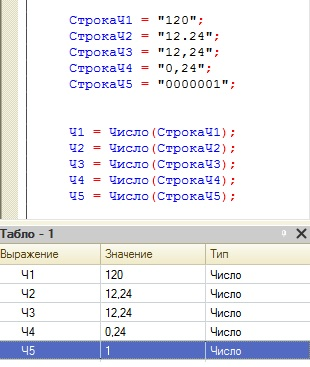 СтрокаЧ1 = "120";
СтрокаЧ2 = "12.24";
СтрокаЧ3 = "12,24";
СтрокаЧ4 = "0,24";
СтрокаЧ5 = "0000001";
Ч1 = Число(СтрокаЧ1);
Ч2 = Число(СтрокаЧ2);
Ч3 = Число(СтрокаЧ3);
Ч4 = Число(СтрокаЧ4);
Ч5 = Число(СтрокаЧ5);
Табло - 1
Выражение Значение Тип
Ч1 120 Число
Ч2 12,24 Число
Ч3 12,24 Число
Ч4 0,24 Число
Ч5 1 Число